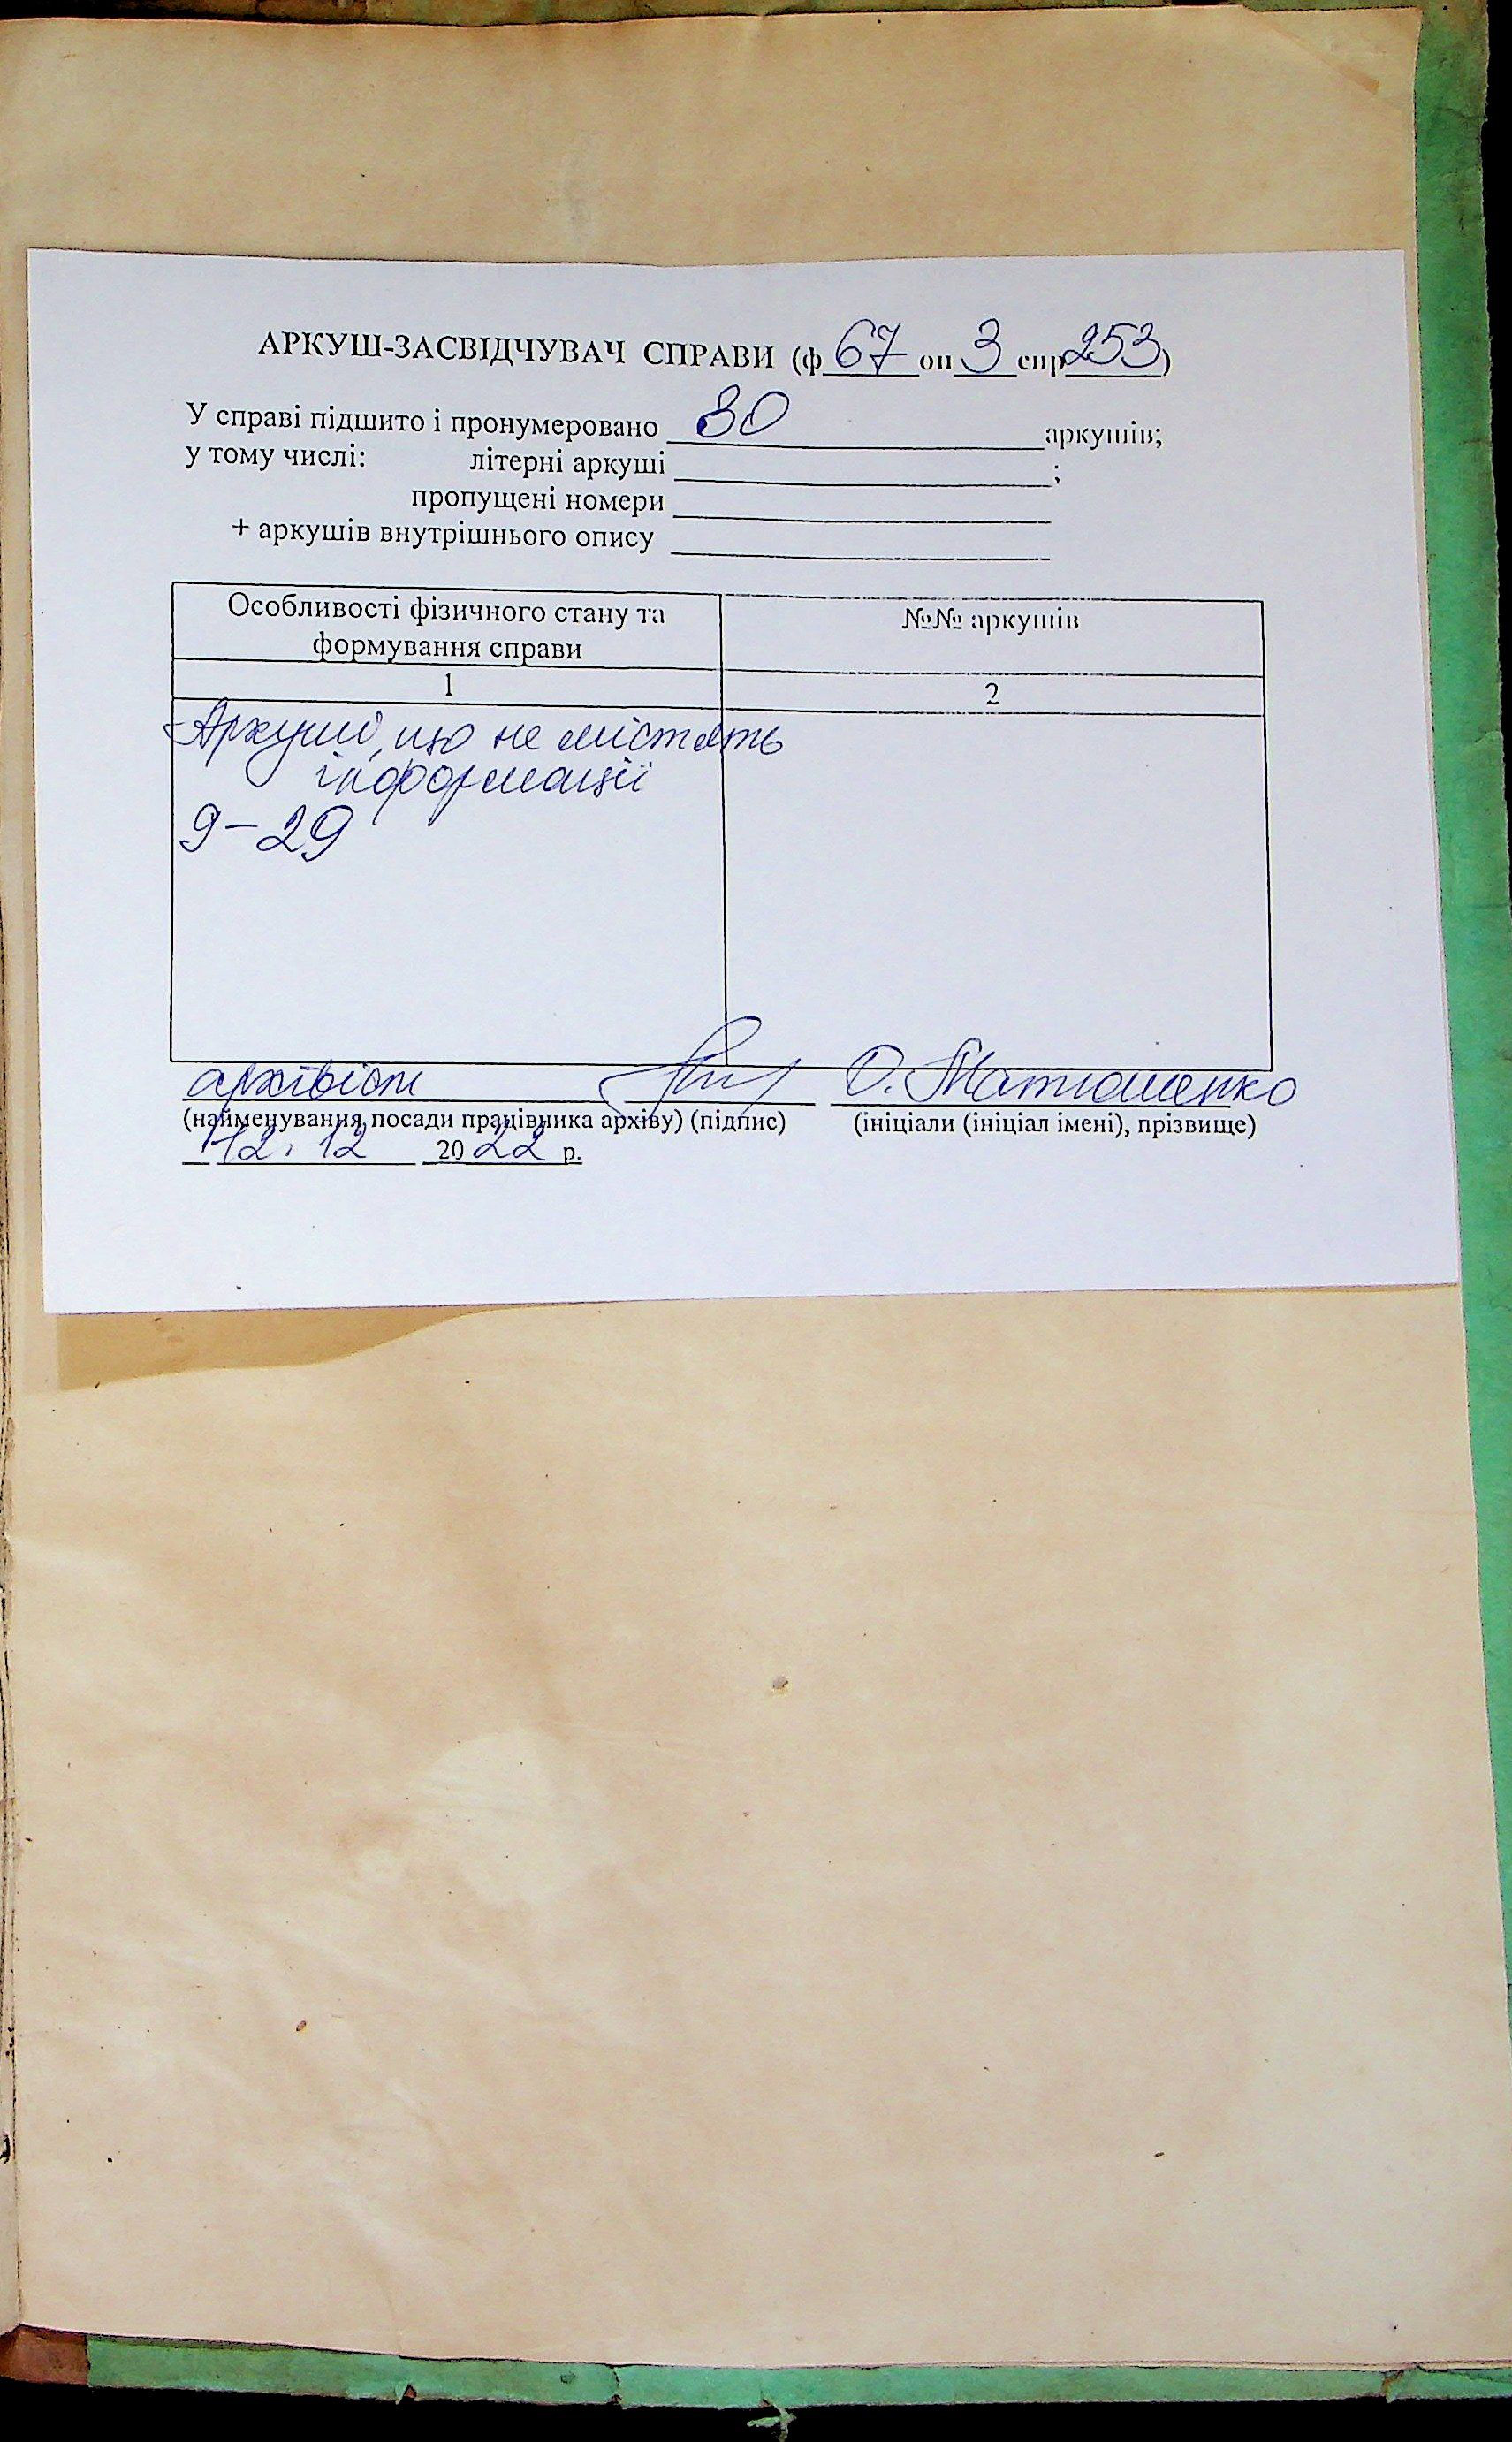 АРКУШ-ЗАСВІДЧУВАЧ СПРАВИ (ф 67 оп 3 спр 253)
У справі підшито і пронумеровано 30 аркушів;
у тому числі: літерні аркуші ;
пропущені номери
+ аркушів внутрішнього опису
Особливості фізичного стану та №№ аркушів
формування справи
1 2
- Аркуші, що не містять
інформації
9-29
архівіст О. Матюшенко
(найменування посади працівника архіву) (підпис) (ініціали (ініціал імені), прізвище)
12.12 2022 р.